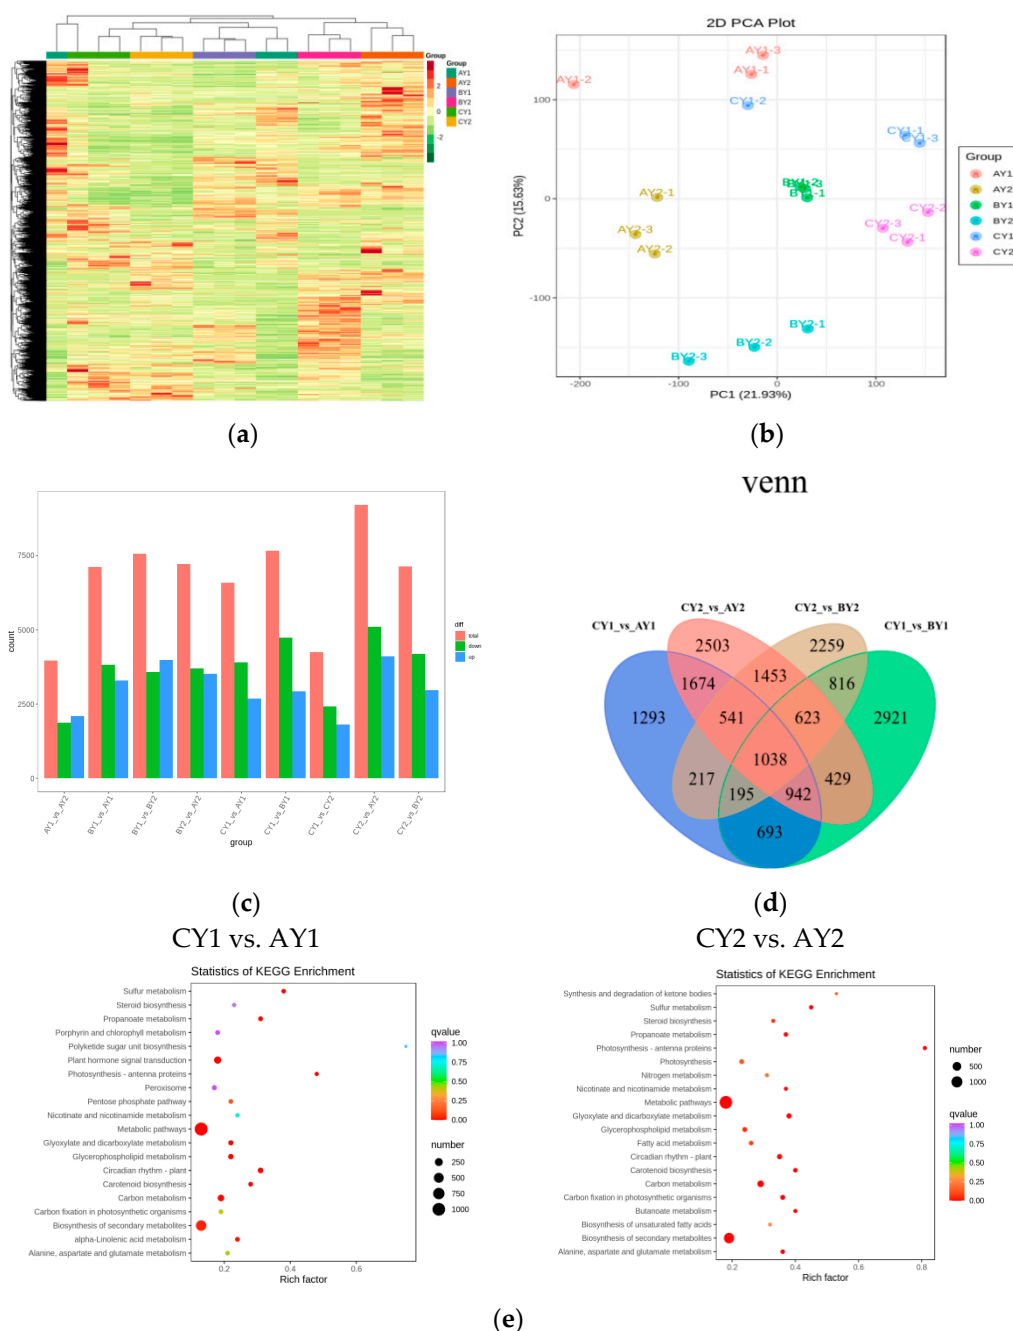 Group
AY1
AY2
BY1
BY2
CY1
CY2
2
0
-2
(a)
2D PCA Plot
AY1-3
AY1-1
AY1-2
CY1-2
CY1-1
CY1-3
BY1-2
BY1-3
BY1-1
AY2-1
AY2-3
AY2-2
CY2-2
CY2-3
CY2-1
BY2-1
BY2-2
BY2-3
100
0
-100
-200
-100
0
100
PC2 (15.63%)
PC1 (21.93%)
Group
AY1
AY2
BY1
BY2
CY1
CY2
(b)
7500
5000
2500
0
count
AY1_vs_AY2
BY1_vs_AY1
BY1_vs_BY2
BY2_vs_AY2
CY1_vs_AY1
CY1_vs_BY1
CY1_vs_CY2
CY2_vs_AY2
CY2_vs_BY2
group
diff
total
down
up
(c)
venn
CY1_vs_AY1
CY2_vs_AY2
CY2_vs_BY2
CY1_vs_BY1
2503
2259
1674
1453
816
1293
541
623
2921
1038
217
429
195
942
693
(d)
CY1 vs. AY1
Statistics of KEGG Enrichment
Sulfur metabolism
Steroid biosynthesis
Propanoate metabolism
Porphyrin and chlorophyll metabolism
Polyketide sugar unit biosynthesis
Plant hormone signal transduction
Photosynthesis - antenna proteins
Peroxisome
Pentose phosphate pathway
Nicotinate and nicotinamide metabolism
Metabolic pathways
Glyoxylate and dicarboxylate metabolism
Glycerophospholipid metabolism
Circadian rhythm - plant
Carotenoid biosynthesis
Carbon metabolism
Carbon fixation in photosynthetic organisms
Biosynthesis of secondary metabolites
alpha-Linolenic acid metabolism
Alanine, aspartate and glutamate metabolism
0.2
0.4
0.6
Rich factor
qvalue
1.00
0.75
0.50
0.25
0.00
number
250
500
750
1000
CY2 vs. AY2
Statistics of KEGG Enrichment
Synthesis and degradation of ketone bodies
Sulfur metabolism
Steroid biosynthesis
Propanoate metabolism
Photosynthesis - antenna proteins
Photosynthesis
Nitrogen metabolism
Nicotinate and nicotinamide metabolism
Metabolic pathways
Glyoxylate and dicarboxylate metabolism
Glycerophospholipid metabolism
Fatty acid metabolism
Circadian rhythm - plant
Carotenoid biosynthesis
Carbon metabolism
Carbon fixation in photosynthetic organisms
Butanoate metabolism
Biosynthesis of unsaturated fatty acids
Biosynthesis of secondary metabolites
Alanine, aspartate and glutamate metabolism
0.2
0.4
0.6
0.8
Rich factor
number
500
1000
qvalue
1.00
0.75
0.50
0.25
0.00
(e)